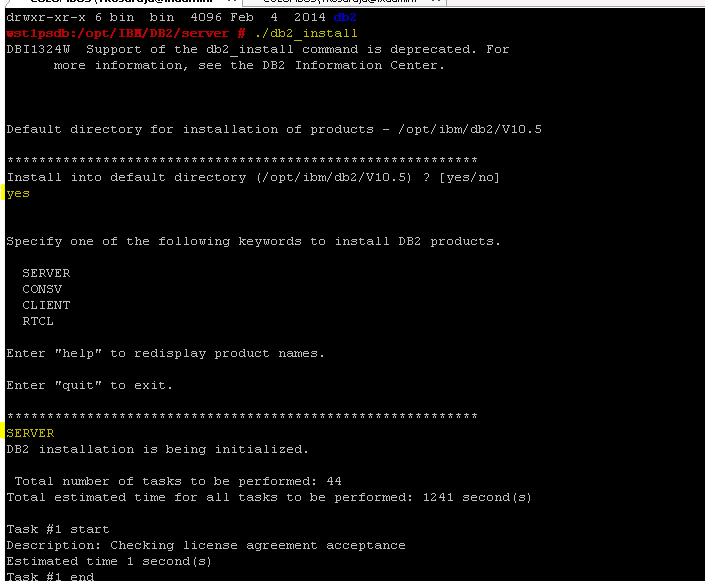 drwxr-xr-x 6 bin  bin  4096 Feb  4  2014 db2
wst1psdb:/opt/IBM/DB2/server # ./db2_install
DBI1324W  Support of the db2_install command is deprecated. For
      more information, see the DB2 Information Center.
Default directory for installation of products - /opt/ibm/db2/V10.5
***********************************************************
Install into default directory (/opt/ibm/db2/V10.5) ? [yes/no]
yes
Specify one of the following keywords to install DB2 products.
  SERVER
  CONSV
  CLIENT
  RTCL
Enter "help" to redisplay product names.
Enter "quit" to exit.
***********************************************************
SERVER
DB2 installation is being initialized.
 Total number of tasks to be performed: 44
Total estimated time for all tasks to be performed: 1241 second(s)
Task #1 start
Description: Checking license agreement acceptance
Estimated time 1 second(s)
Task #1 end